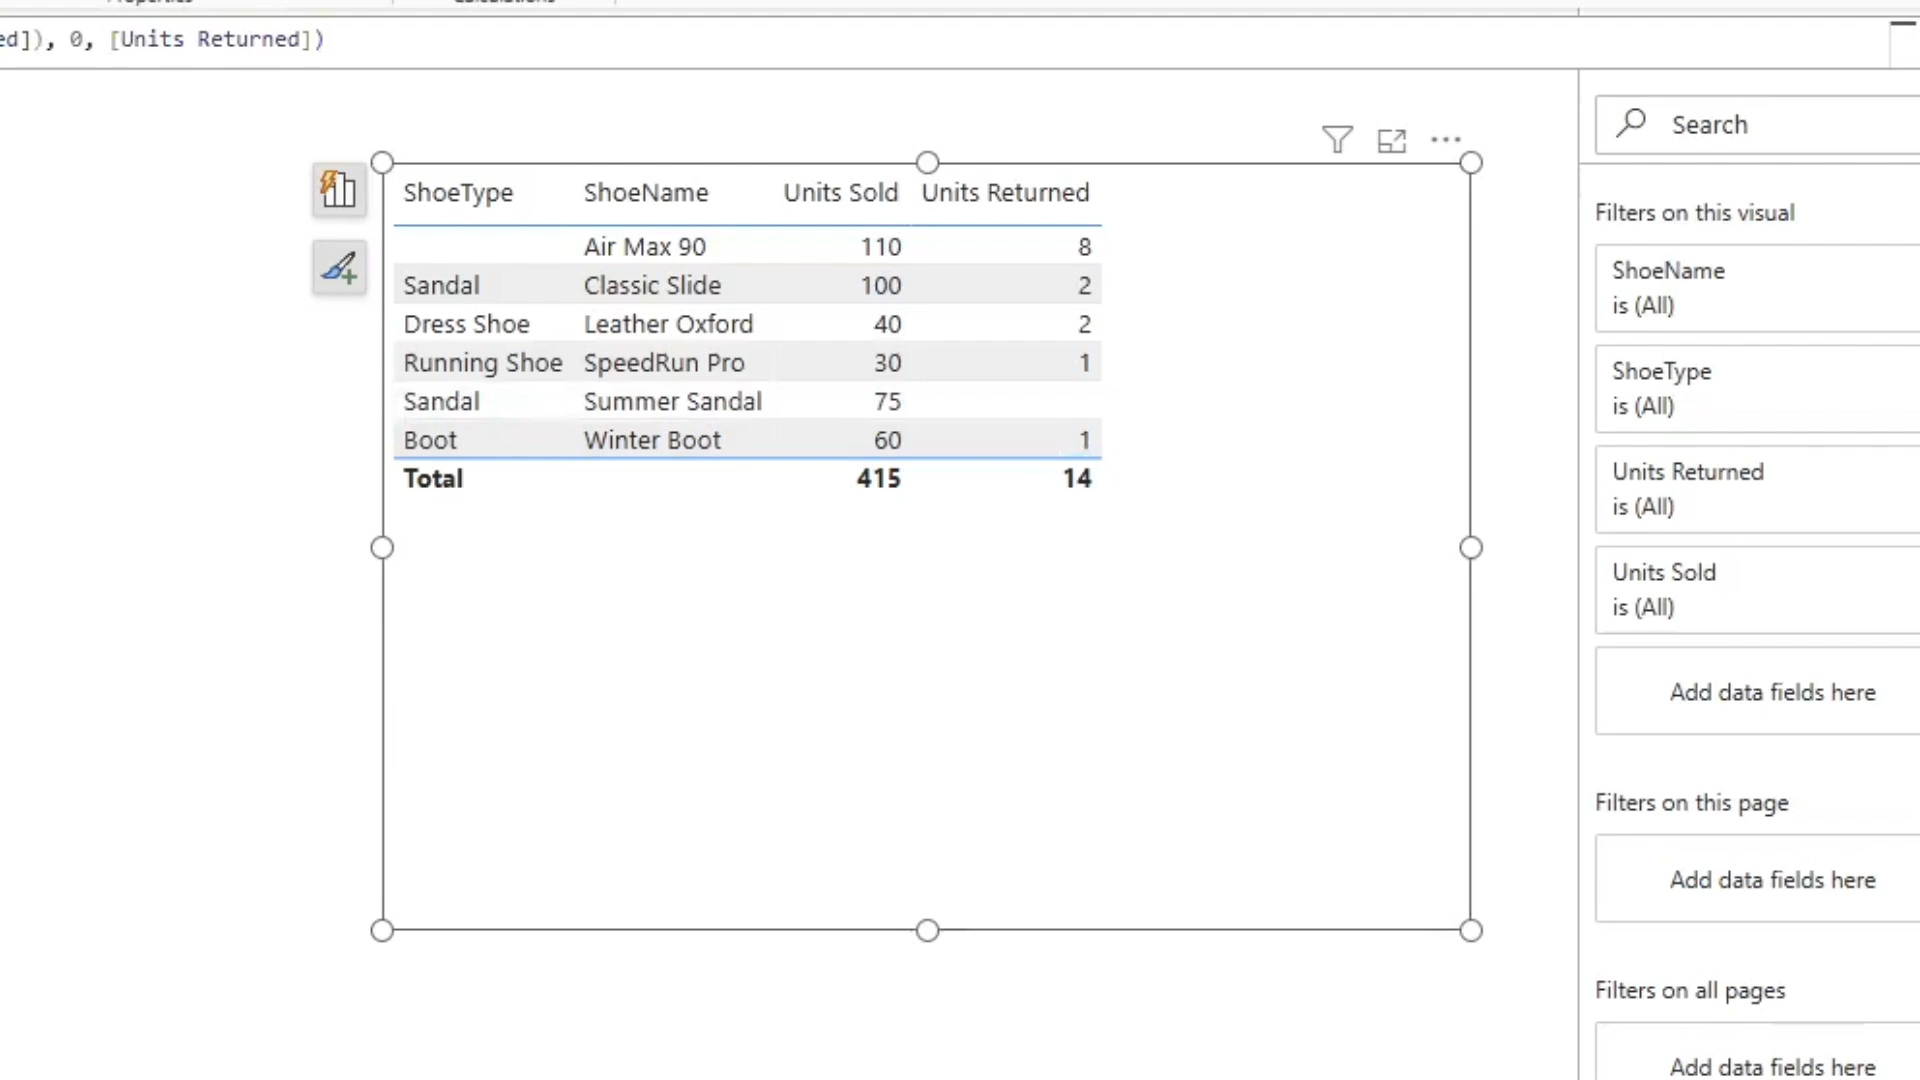 ed]), 0, [Units Returned])
Search
ShoeType ShoeName Units Sold Units Returned
Air Max 90 110 8
Sandal Classic Slide 100 2
Dress Shoe Leather Oxford 40 2
Running Shoe SpeedRun Pro 30 1
Sandal Summer Sandal 75
Boot Winter Boot 60 1
Total 415 14
Filters on this visual
ShoeName
is (All)
ShoeType
is (All)
Units Returned
is (All)
Units Sold
is (All)
Add data fields here
Filters on this page
Add data fields here
Filters on all pages
Add data fields here